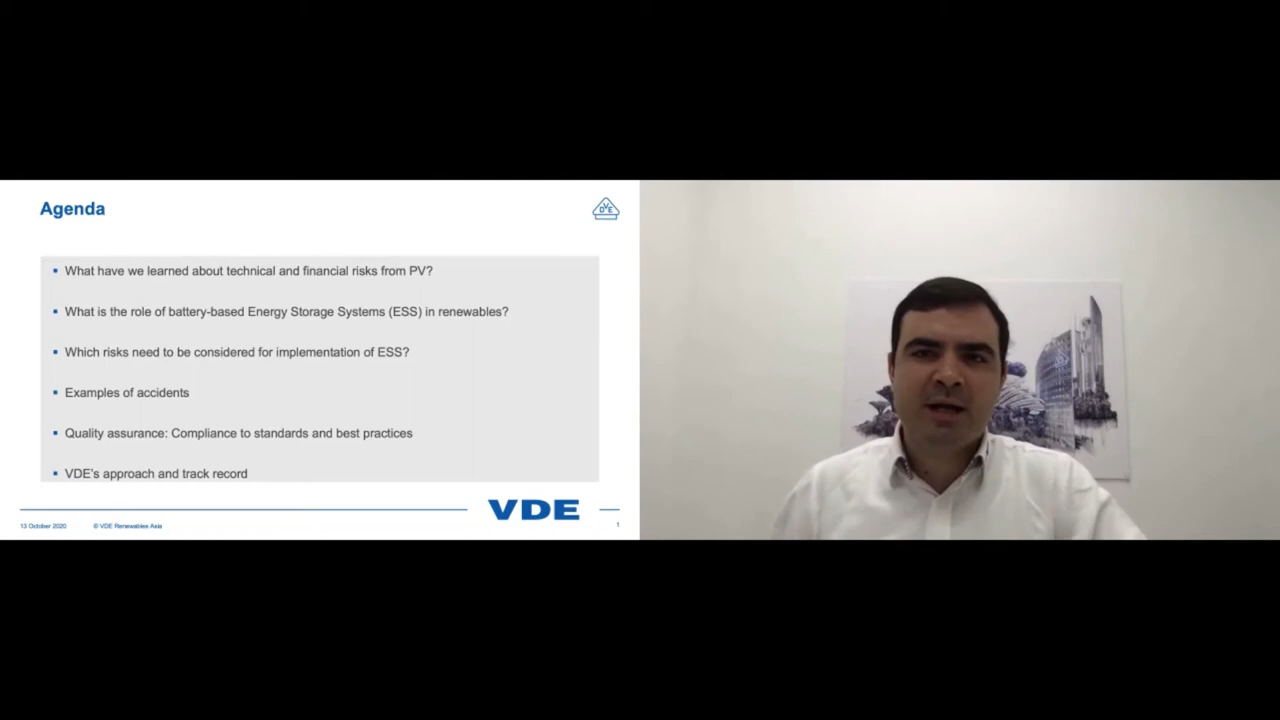 Agenda
VDE
▪ What have we learned about technical and financial risks from PV?
▪ What is the role of battery-based Energy Storage Systems (ESS) in renewables?
▪ Which risks need to be considered for implementation of ESS?
▪ Examples of accidents
▪ Quality assurance: Compliance to standards and best practices
▪ VDE's approach and track record
VDE
13 October 2020 © VDE Renewables Asia 1